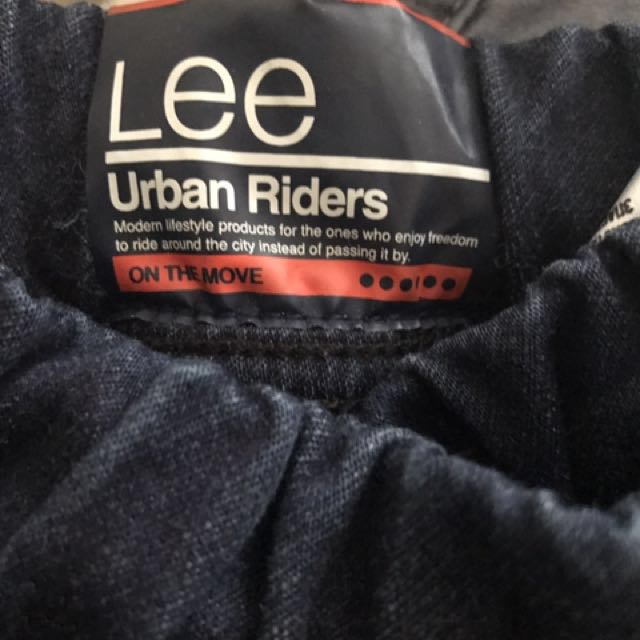 Lee
Urban Riders
Modern lifestyle products for the ones who enjoy freedom
to ride around the city instead of passing it by.
ON THE MOVE